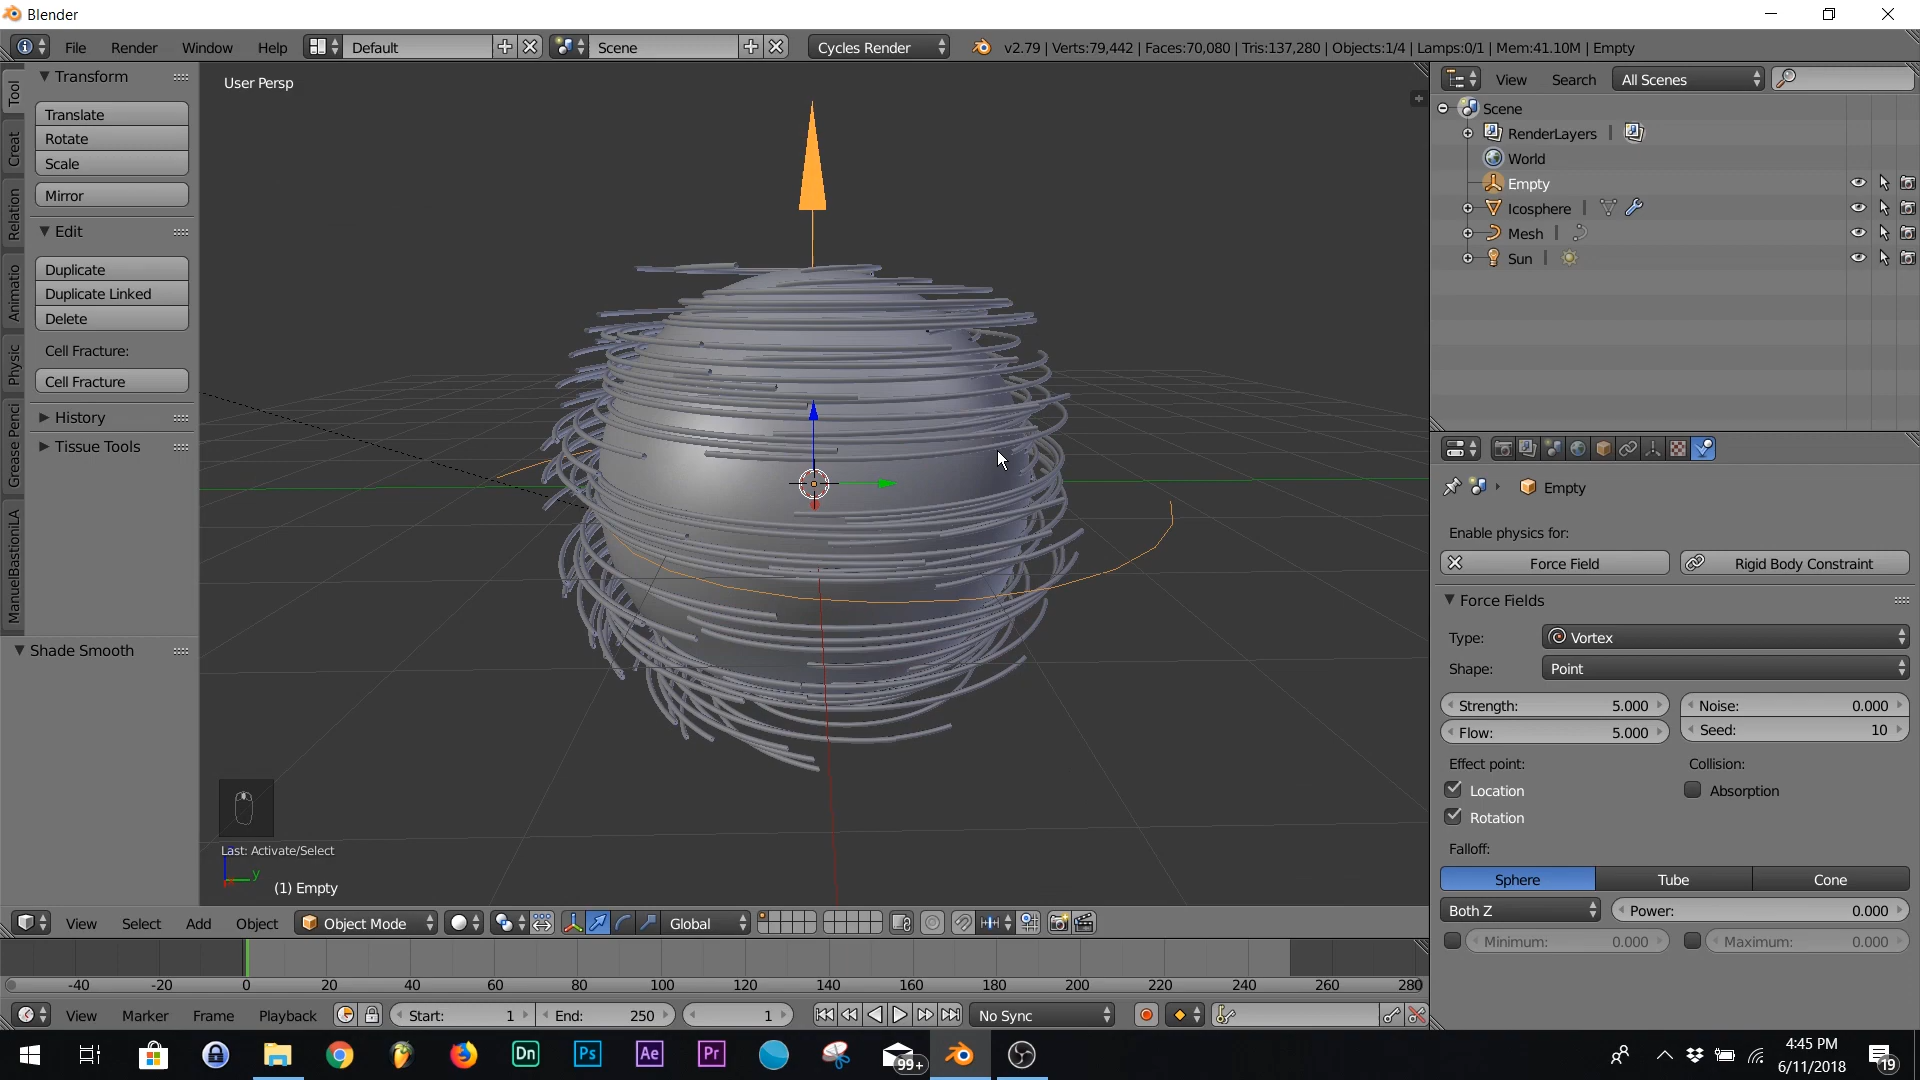 Blender
File Render Window Help Default Scene Cycles Render v2.79 | Verts:79,442 | Faces:70,080 | Tris:137,280 | Objects:1/4 | Lamps:0/1 | Mem:41.10M | Empty
Tool
Creat
Relation
Animatio
Physic
Grease Penci
ManuelBastioniLA
Transform
Translate
Rotate
Scale
Mirror
Edit
Duplicate
Duplicate Linked
Delete
Cell Fracture:
Cell Fracture
History
Tissue Tools
Shade Smooth
User Persp
Last: Activate/Select
y
(1) Empty
View Select Add Object Object Mode Global
-40 -20 0 20 40 60 80 100 120 140 160 180 200 220 240 260 280
View Marker Frame Playback Start: 1 End: 250 1 No Sync
View Search All Scenes
Scene
RenderLayers |
World
Empty
Icosphere |
Mesh |
Sun |
Empty
Enable physics for:
Force Field Rigid Body Constraint
Force Fields
Type: Vortex
Shape: Point
Strength: 5.000 Noise: 0.000
Flow: 5.000 Seed: 10
Effect point: Collision:
Location Absorption
Rotation
Falloff:
Sphere Tube Cone
Both Z Power: 0.000
Minimum: 0.000 Maximum: 0.000
Dn Ps Ae Pr 99+
4:45 PM
6/11/2018
19